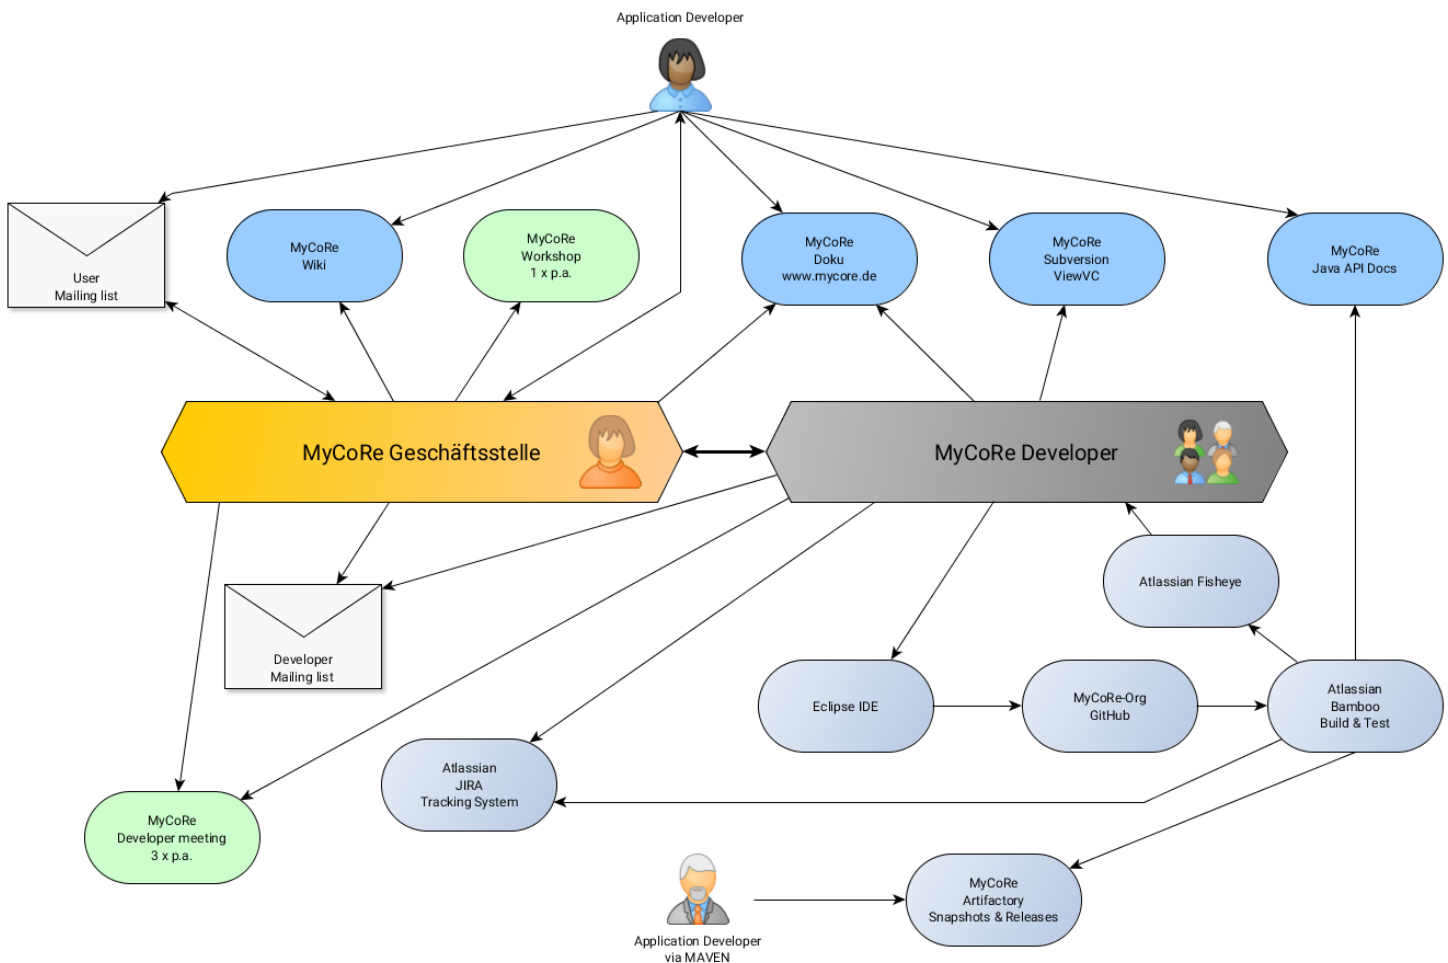 Application Developer
User
Mailing list
MyCoRe
Wiki
MyCoRe
Workshop
1 x p.a.
MyCoRe
Doku
www.mycore.de
MyCoRe
Subversion
ViewVC
MyCoRe
Java API Docs
MyCoRe Geschäftsstelle
MyCoRe Developer
Atlassian Fisheye
Developer
Mailing list
Eclipse IDE
MyCoRe-Org
GitHub
Atlassian
Bamboo
Build & Test
Atlassian
JIRA
Tracking System
MyCoRe
Developer meeting
3 x p.a.
MyCoRe
Artifactory
Snapshots & Releases
Application Developer
via MAVEN